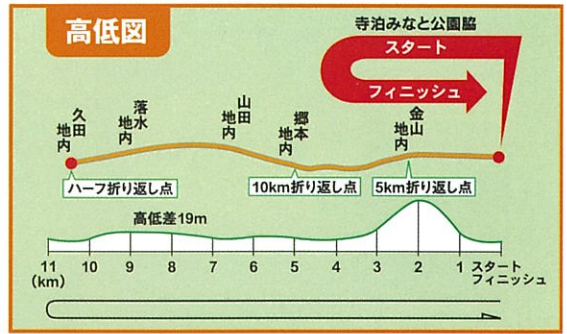 高低図
寺泊みなと公園脇
スタート
フィニッシュ
久田地内
落水地内
山田地内
郷本地内
金山地内
ハーフ折り返し点
10km折り返し点
5km折り返し点
高低差19m
11 10 9 8 7 6 5 4 3 2 1 スタート
(km) フィニッシュ